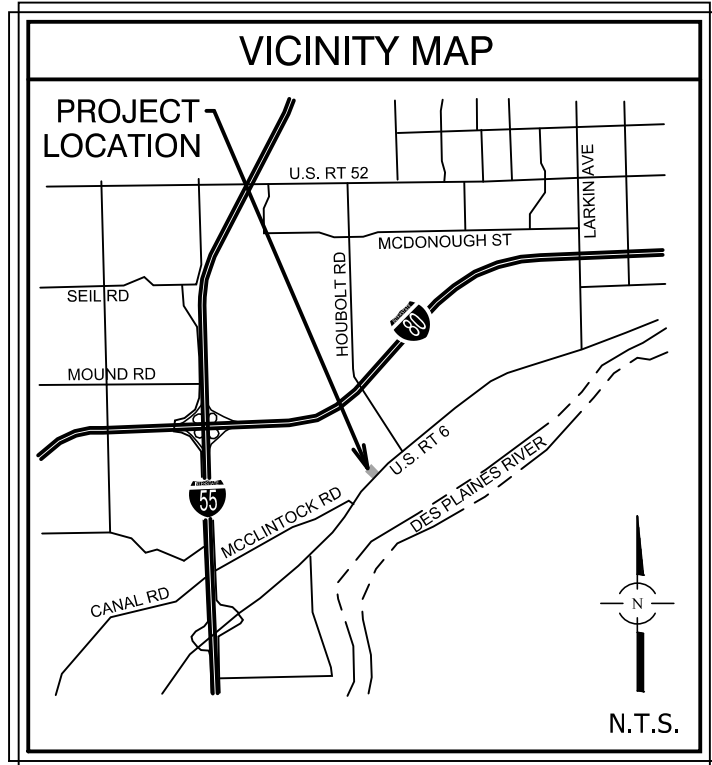 VICINITY MAP
PROJECT
LOCATION
U.S. RT 52
LARKIN AVE
MCDONOUGH ST
HOUBOLT RD
SEIL RD
80
MOUND RD
U.S. RT 6
DES PLAINES RIVER
55
MCCLINTOCK RD
CANAL RD
N
N.T.S.